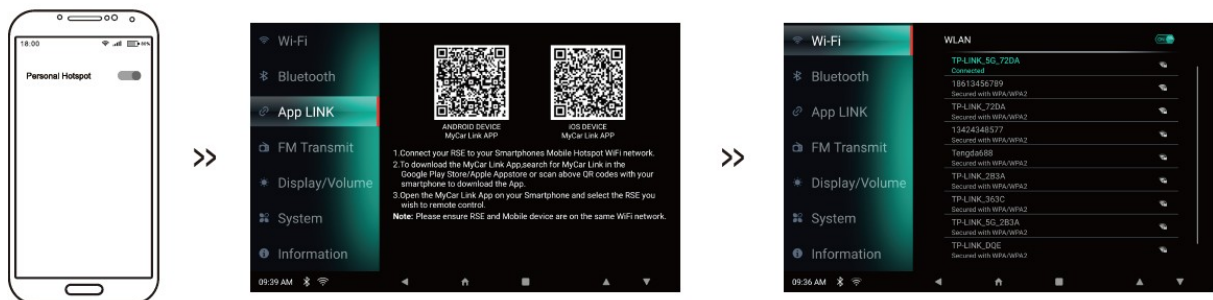 18:00
Personal Hotspot
»
Wi-Fi
Bluetooth
App LINK
FM Transmit
Display/Volume
System
Information
ANDROID DEVICE
MyCar Link APP
iOS DEVICE
MyCar Link APP
1.Connect your RSE to your Smartphones Mobile Hotspot WiFi network.
2.To download the MyCar Link App,search for MyCar Link in the
Google Play Store/Apple Appstore or scan above QR codes with your
smartphone to download the App.
3.Open the MyCar Link App on your Smartphone and select the RSE you
wish to remote control.
Note: Please ensure RSE and Mobile device are on the same WiFi network.
09:39 AM
»
Wi-Fi
Bluetooth
App LINK
FM Transmit
Display/Volume
System
Information
WLAN
TP-LINK_5G_72DA
Connected
18613456789
Secured with WPA/WPA2
TP-LINK_72DA
Secured with WPA/WPA2
13424348577
Secured with WPA/WPA2
Tengda688
Secured with WPA/WPA2
TP-LINK_2B3A
Secured with WPA/WPA2
TP-LINK_363C
Secured with WPA/WPA2
TP-LINK_5G_2B3A
Secured with WPA/WPA2
TP-LINK_DQE
Secured with WPA/WPA2
09:36 AM